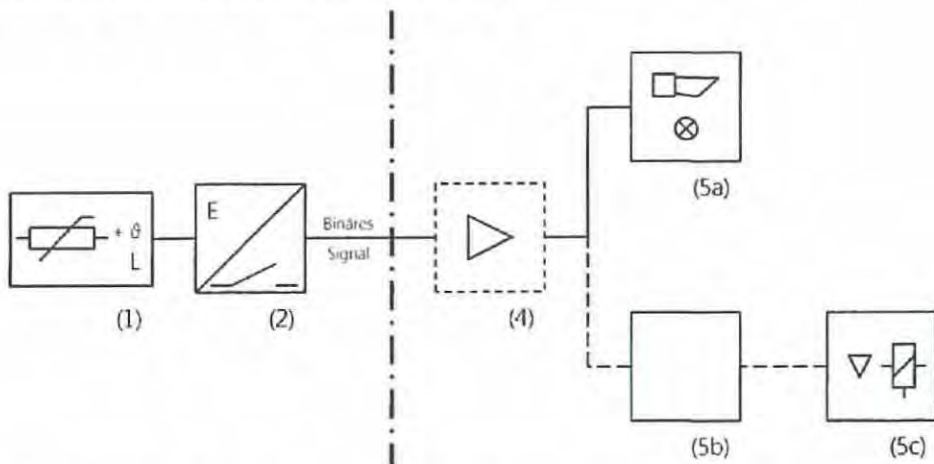 (5a)
+ ϑ
L
E
Binäres
Signal
(1)
(2)
(4)
(5b)
(5c)